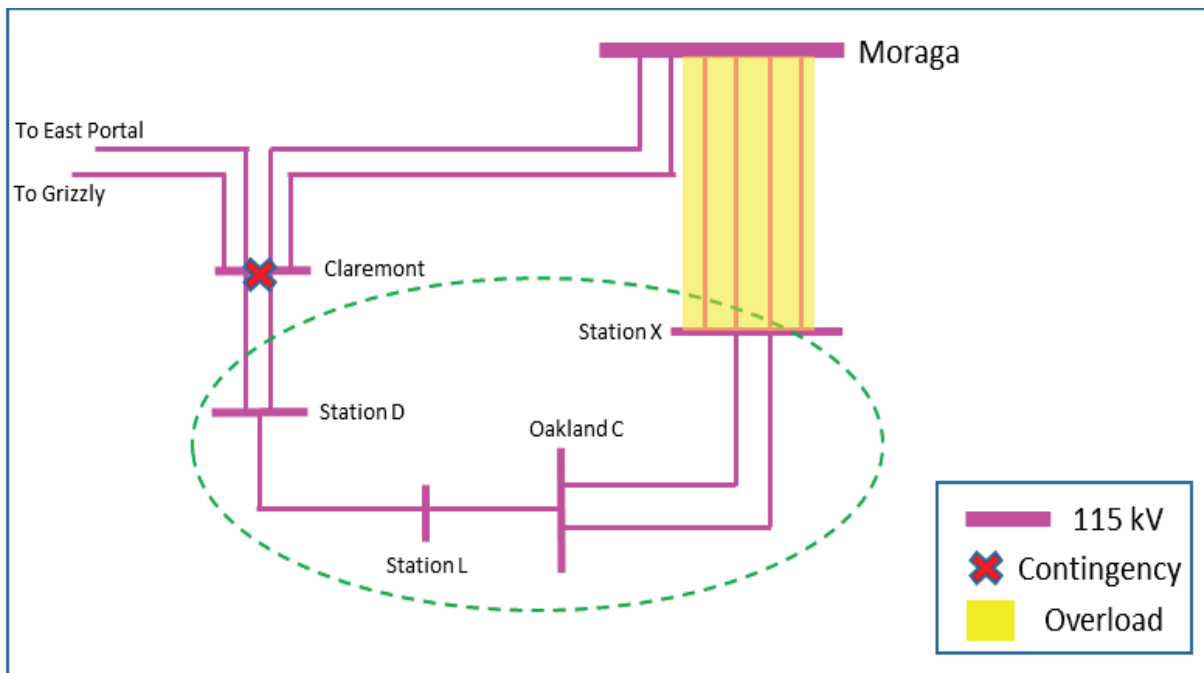 Moraga
To East Portal
To Grizzly
Claremont
Station X
Station D
Oakland C
Station L
115 kV
Contingency
Overload